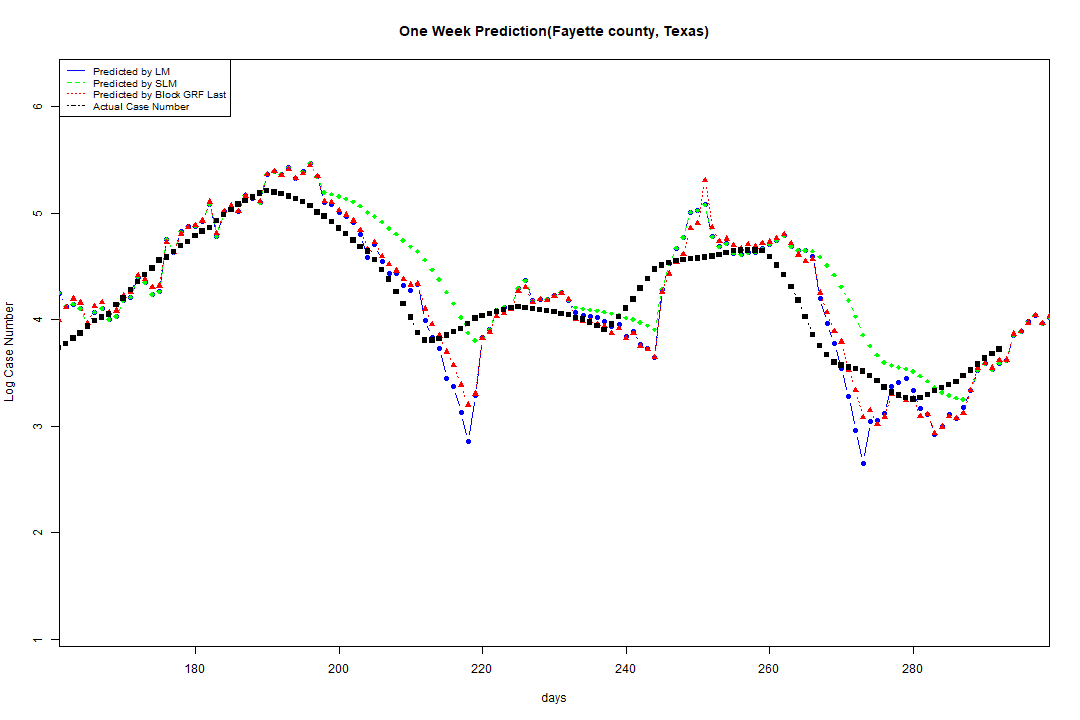 One Week Prediction(Fayette county, Texas)
Predicted by LM
Predicted by SLM
Predicted by Block GRF Last
Actual Case Number
6
5
4
3
2
1
Log Case Number
180
200
220
240
260
280
days